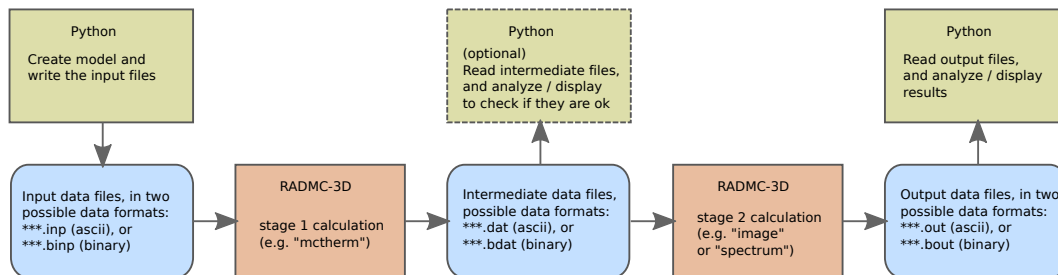 Python
Create model and
write the input files
Python
(optional)
Read intermediate files,
and analyze / display
to check if they are ok
Python
Read output files,
and analyze / display
results
Input data files, in two
possible data formats:
***.inp (ascii), or
***.binp (binary)
RADMC-3D
stage 1 calculation
(e.g. "mctherm")
Intermediate data files,
possible data formats:
***.dat (ascii), or
***.bdat (binary)
RADMC-3D
stage 2 calculation
(e.g. "image"
or "spectrum")
Output data files, in two
possible data formats:
***.out (ascii), or
***.bout (binary)